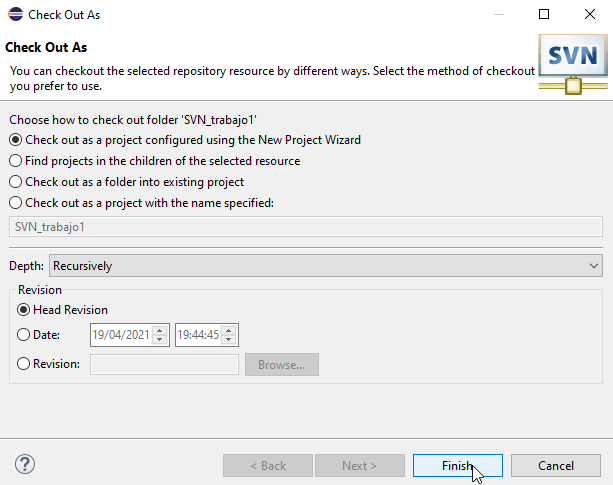 Check Out As
Check Out As
You can checkout the selected repository resource by different ways. Select the method of checkout
you prefer to use.
SVN
Choose how to check out folder 'SVN_trabajo1'
Check out as a project configured using the New Project Wizard
Find projects in the children of the selected resource
Check out as a folder into existing project
Check out as a project with the name specified:
SVN_trabajo1
Depth: Recursively
Revision
Head Revision
Date: 19/04/2021 19:44:45
Revision: Browse...
? < Back Next > Finish Cancel